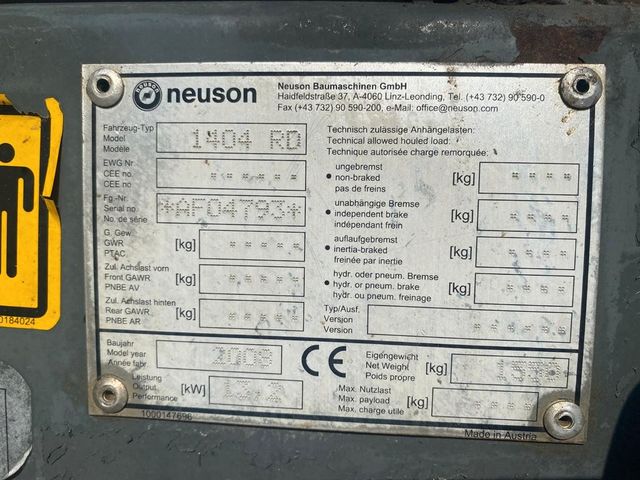 neuson
Neuson Baumaschinen GmbH
Haidfeldstraße 37, A-4060 Linz-Leonding, Tel. (+43 732) 90 590-0
Fax (+43 732) 90 590-200, e-Mail: office@neuson.com
Fahrzeug-Typ
Model
Modèle
1404 RD
EWG Nr.
CEE no
CEE no
*****
Fg.-Nr.
Serial no.
No. de série
*AF04793*
G. Gew.
GWR
PTAC
[kg] *****
Zul. Achslast vorn
Front GAWR
PNBE AV
[kg] *****
Zul. Achslast hinten
Rear GAWR
PNBE AR
[kg] *****
Technisch zulässige Anhängelasten:
Technical allowed houled load:
Technique autorisée charge remorquée:
ungebremst
• non-braked
pas de freins
[kg] ****
unabhängige Bremse
• independent brake
indépendant frein
[kg] ****
auflaufgebremst
• inertia-braked
freinée par inertie
[kg] ****
hydr. oder pneum. Bremse
• hydr. or pneum. brake
hydr. ou pneum. freinage
[kg] ****
Typ/Ausf.
Version
Version
*****
Baujahr
Model year
Année fabr.
2008
Leistung
Output
Performance
[kW] 13,2
CE
Eigengewicht
Net Weight
Poids propre
[kg]
Max. Nutzlast
Max. payload
Max. charge utile
[kg] ****
1000147696
Made in Austria
0184024